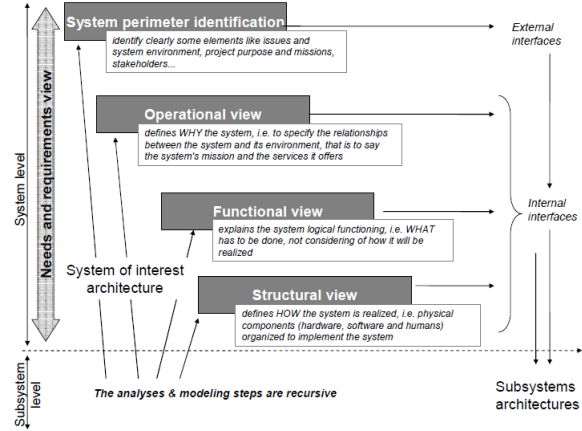 System perimeter identification
identify clearly some elements like issues and
system environment, project purpose and missions,
stakeholders...
External
interfaces
Operational view
defines WHY the system, i.e. to specify the relationships
between the system and its environment, that is to say
the system's mission and the services it offers
Functional view
explains the system logical functioning, i.e. WHAT
has to be done, not considering of how it will be
realized
Internal
interfaces
System of interest
architecture
Structural view
defines HOW the system is realized, i.e. physical
components (hardware, software and humans)
organized to implement the system
System level
Needs and requirements view
Subsystem
level
The analyses & modeling steps are recursive
Subsystems
architectures